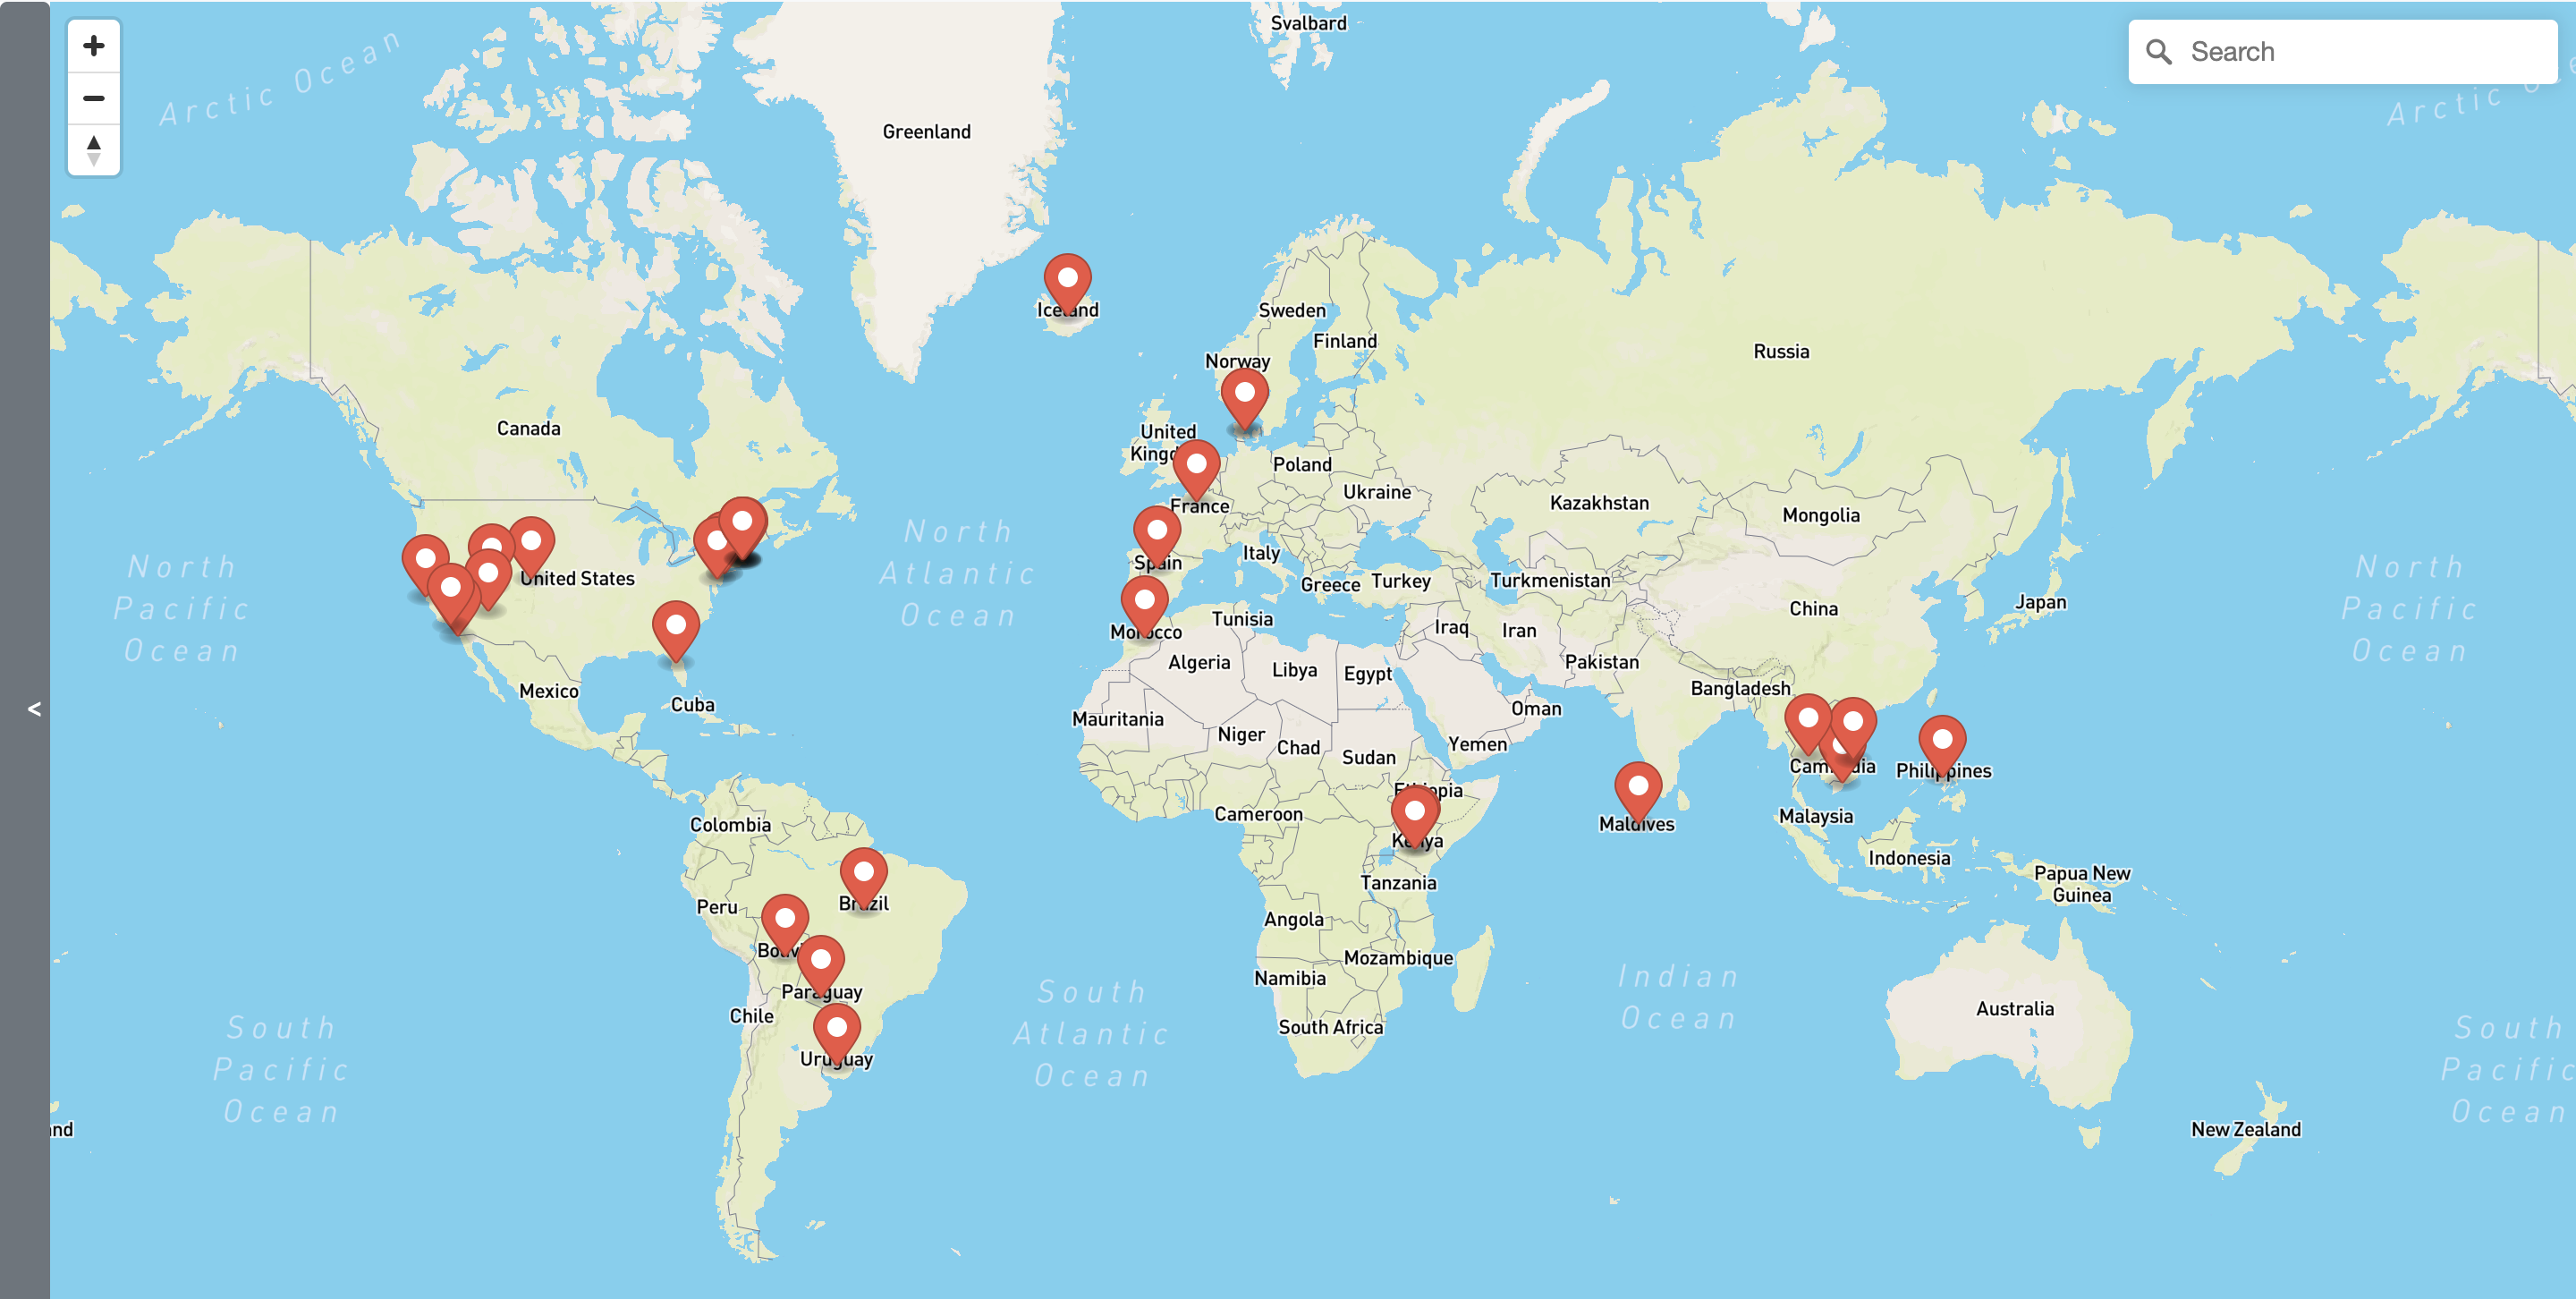 Svalbard
Search
Arctic Ocean
Arctic
Greenland
Iceland
Sweden
Finland
Norway
Russia
Canada
United
Poland
Ukraine
France
Kazakhstan
Mongolia
North
Pacific
Ocean
North
Atlantic
Ocean
North
Pacific
Ocean
United States
Spain
Italy
Greece
Turkey
Turkmenistan
China
Japan
Morocco
Tunisia
Iraq
Iran
Algeria
Libya
Egypt
Pakistan
Mexico
Bangladesh
Cuba
Oman
<
Mauritania
Niger
Chad
Yemen
Sudan
Cambodia
Philippines
Ethiopia
Cameroon
Maldives
Malaysia
Colombia
Kenya
Indonesia
Tanzania
Papua New
Guinea
Peru
Brazil
Angola
Boliv
Mozambique
Namibia
Indian
Ocean
Paraguay
South
Atlantic
Ocean
Chile
Australia
South Africa
South
Pacific
Ocean
South
Pacific
Ocean
Uruguay
and
New Zealand